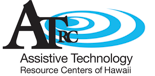 ATRC
Assistive Technology
Resource Centers of Hawaii